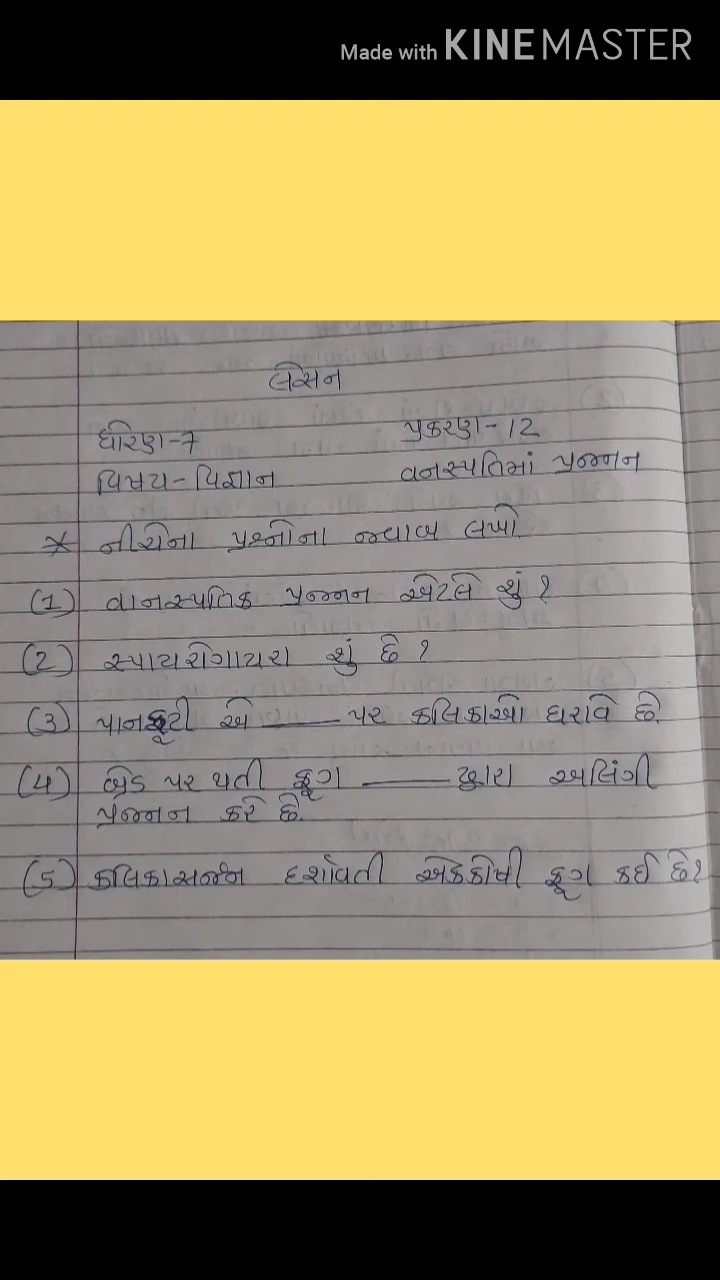 Made with KINEMASTER
લેસન
ધોરણ-7 પ્રકરણ-12
વિષય-વિજ્ઞાન વનસ્પતિમાં પ્રજનન
* નીચેના પ્રશ્નોના જવાબ લખો.
(1) વાનસ્પતિક પ્રજનન એટલે શું?
(2) સ્પાયરોગાયરા શું છે?
(3) પાનફૂટી એ ——— પર કલિકાઓ ધરાવે છે.
(4) બ્રેડ પર થતી ફૂગ ——— દ્વારા અલિંગી
પ્રજનન કરે છે.
(5) કલિકાસર્જન દર્શાવતી એકકોષી ફૂગ કઈ છે?